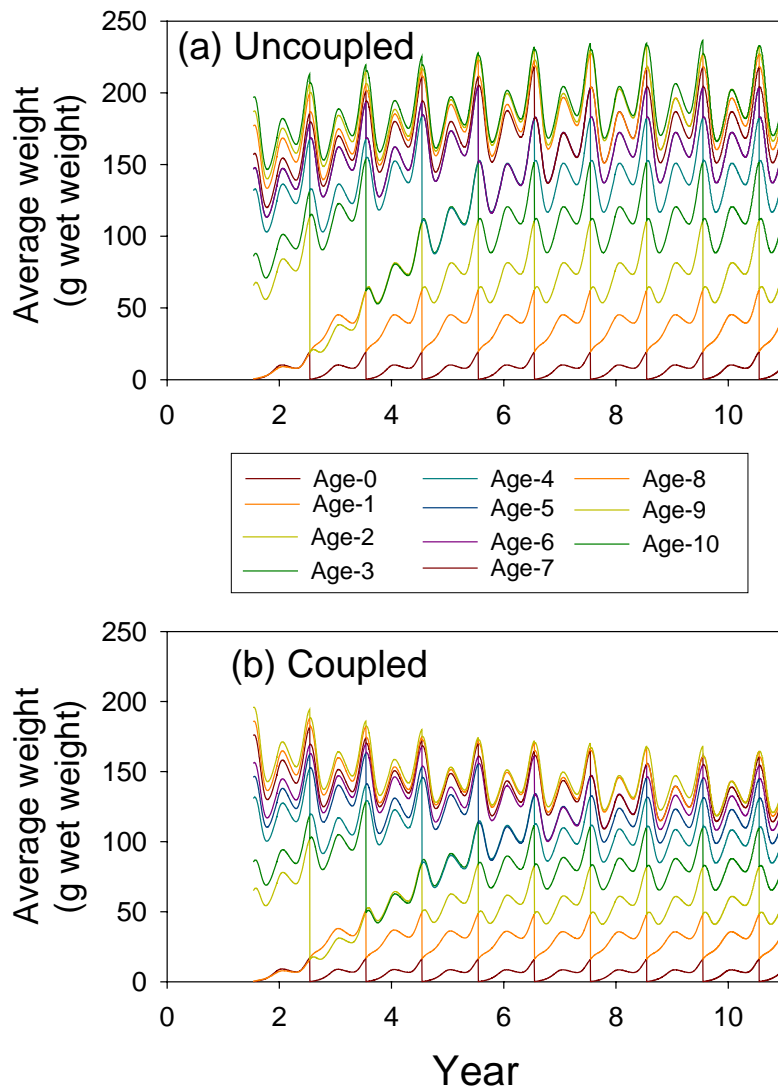 (a) Uncoupled
Average weight
(g wet weight)
250
200
150
100
50
0
0 2 4 6 8 10
Age-0 Age-4 Age-8
Age-1 Age-5 Age-9
Age-2 Age-6 Age-10
Age-3 Age-7
(b) Coupled
Average weight
(g wet weight)
250
200
150
100
50
0
0 2 4 6 8 10
Year